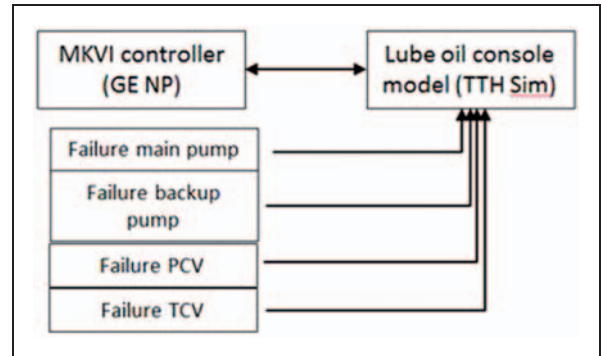 MKVI controller
(GE NP)
Lube oil console
model (TTH Sim)
Failure main pump
Failure backup
pump
Failure PCV
Failure TCV